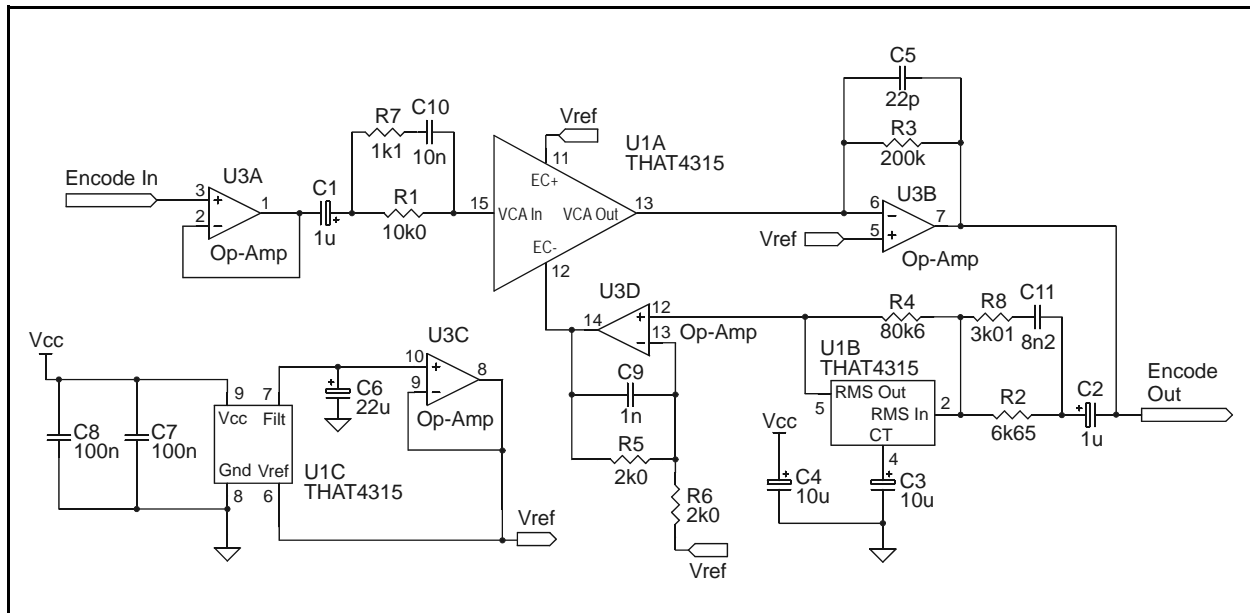 C5
22p
R3
200k
Vref
C10
R7
1k1
10n
U1A
THAT4315
11
EC+
Encode In
U3A
3
+
2
−
1
Op-Amp
C1
+
1u
R1
10k0
15
VCA In
VCA Out
13
EC-
12
6
−
5
+
U3B
7
Vref
Op-Amp
U3D
14
12
+
13
−
Op-Amp
R4
80k6
R8
3k01
C11
8n2
U1B
THAT4315
RMS Out
5
RMS In
2
CT
4
R2
6k65
C2
+
1u
Encode
Out
Vcc
C8
100n
C7
100n
9
7
Vcc
Filt
Gnd
Vref
8
6
U1C
THAT4315
+
C6
22u
10
+
9
−
U3C
8
Op-Amp
Vref
C9
1n
R5
2k0
R6
2k0
Vref
Vcc
+
C4
10u
+
C3
10u